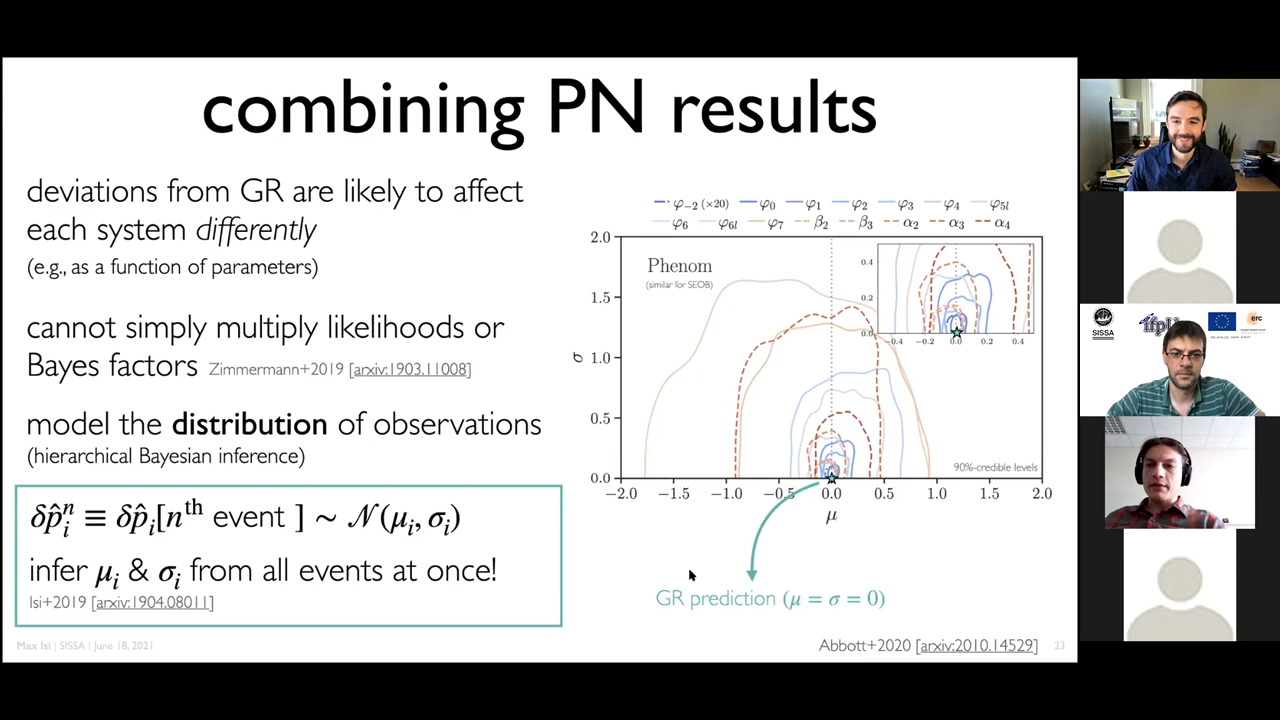 combining PN results
deviations from GR are likely to affect
each system differently
(e.g., as a function of parameters)
cannot simply multiply likelihoods or
Bayes factors Zimmermann+2019 [arxiv:1903.11008]
model the distribution of observations
(hierarchical Bayesian inference)
δp̂ᵢⁿ ≡ δp̂ᵢ[nᵗʰ event ] ~ 𝒩(μᵢ, σᵢ)
infer μᵢ & σᵢ from all events at once!
Isi+2019 [arxiv:1904.08011]
φ₋₂ (×20) φ₀ φ₁ φ₂ φ₃ φ₄ φ₅ₗ
φ₆ φ₆ₗ φ₇ β₂ β₃ α₂ α₃ α₄
Phenom
(similar for SEOB)
2.0
1.5
1.0
0.5
0.0
σ
0.4
0.2
0.0
−0.4 −0.2 0.0 0.2 0.4
90%-credible levels
−2.0 −1.5 −1.0 −0.5 0.0 0.5 1.0 1.5 2.0
μ
GR prediction (μ = σ = 0)
Max Isi | SISSA | June 18, 2021
Abbott+2020 [arxiv:2010.14529]
23
SISSA
ifpu
erc